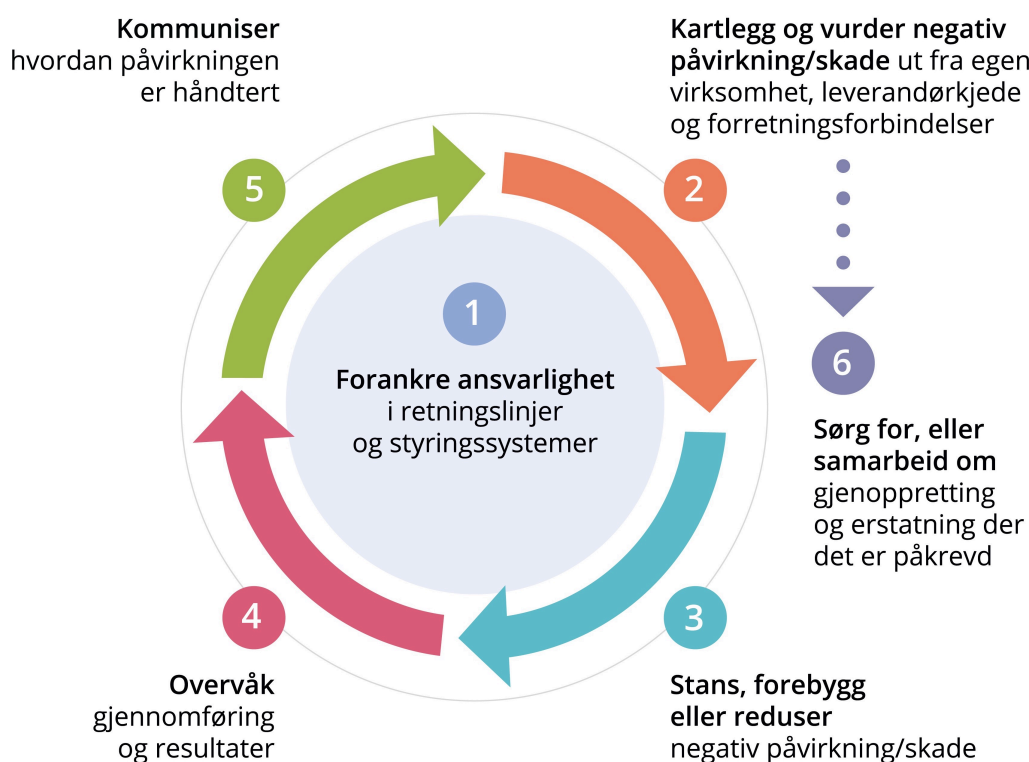 Kommuniser
hvordan påvirkningen
er håndtert
5
Kartlegg og vurder negativ
påvirkning/skade ut fra egen
virksomhet, leverandørkjede
og forretningsforbindelser
2
1
Forankre ansvarlighet
i retningslinjer
og styringssystemer
6
Sørg for, eller
samarbeid om
gjenoppretting
og erstatning der
det er påkrevd
4
Overvåk
gjennomføring
og resultater
3
Stans, forebygg
eller reduser
negativ påvirkning/skade